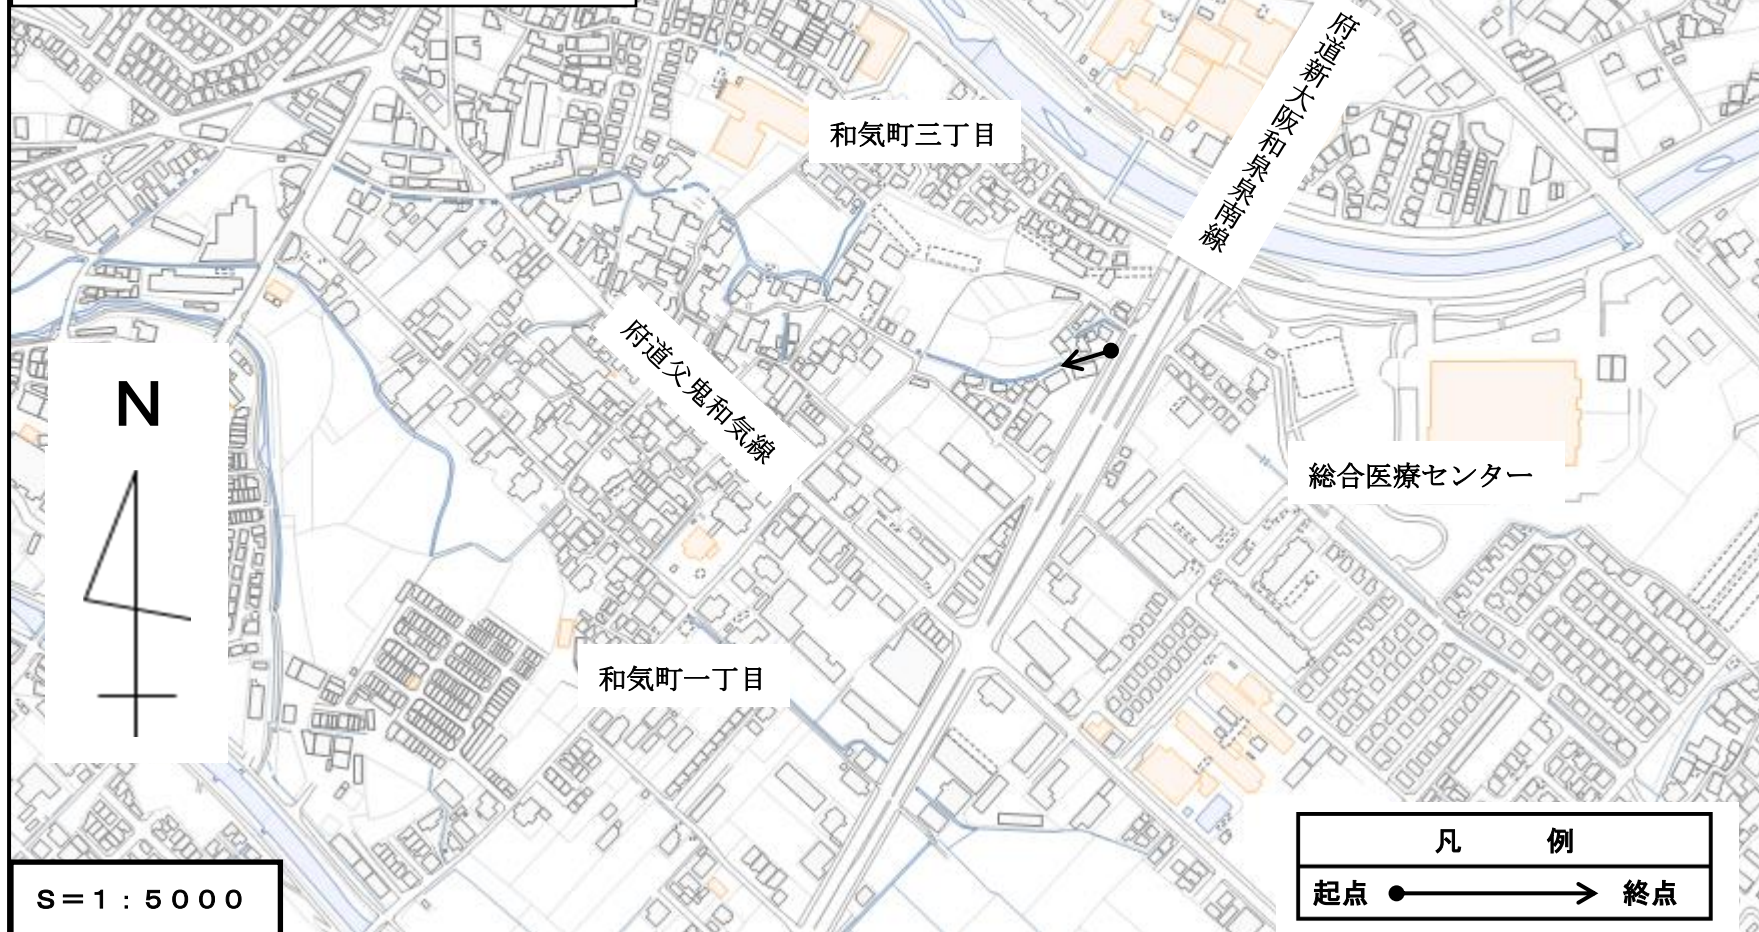 府道新大阪和泉泉南線
和気町三丁目
府道父鬼和気線
N
総合医療センター
和気町一丁目
凡 例
起点 終点
S=1:5000